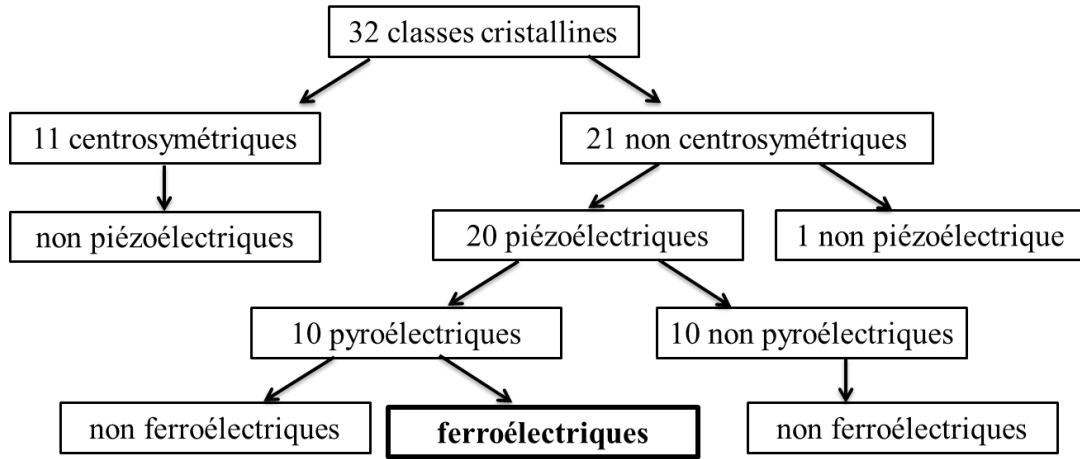 32 classes cristallines
11 centrosymétriques
21 non centrosymétriques
non piézoélectriques
20 piézoélectriques
1 non piézoélectrique
10 pyroélectriques
10 non pyroélectriques
non ferroélectriques
ferroélectriques
non ferroélectriques